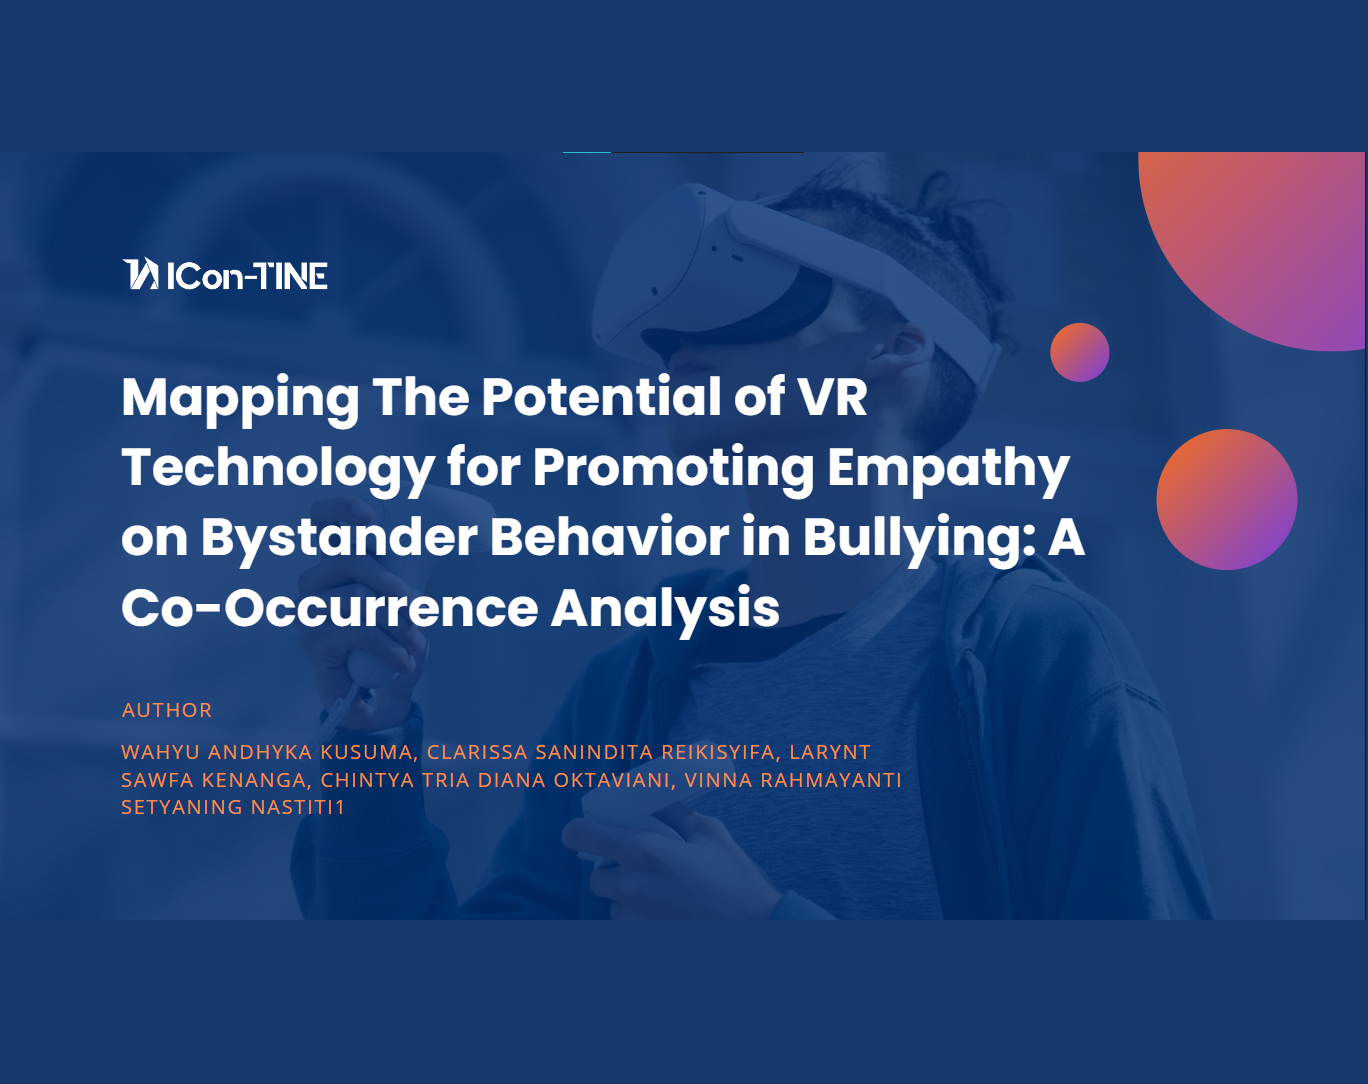 ICon-TINE
Mapping The Potential of VR
Technology for Promoting Empathy
on Bystander Behavior in Bullying: A
Co-Occurrence Analysis
AUTHOR
WAHYU ANDHYKA KUSUMA, CLARISSA SANINDITA REIKISYIFA, LARYNT
SAWFA KENANGA, CHINTYA TRIA DIANA OKTAVIANI, VINNA RAHMAYANTI
SETYANING NASTITI1